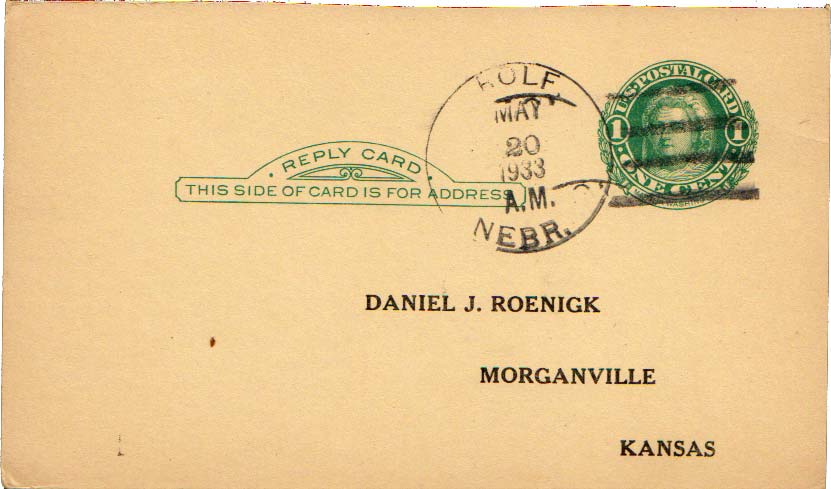 ROLFE,
MAY
20
1933
A.M.
NEBR.
U.S. POSTAL CARD
1 1
ONE CENT
REPLY CARD
THIS SIDE OF CARD IS FOR ADDRESS
DANIEL J. ROENIGK
MORGANVILLE
KANSAS